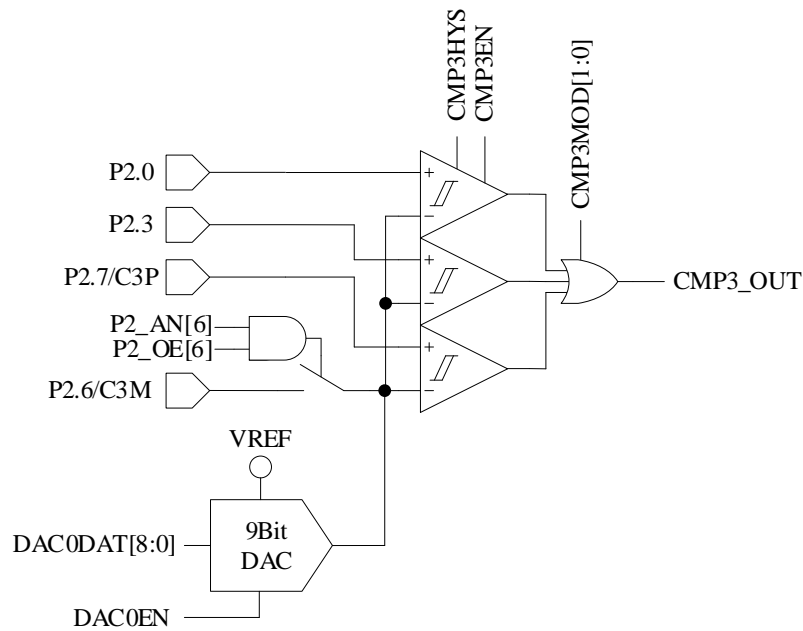 CMP3HYS
CMP3EN
CMP3MOD[1:0]
P2.0
+
−
P2.3
+
−
P2.7/C3P
CMP3_OUT
P2_AN[6]
P2_OE[6]
+
−
P2.6/C3M
VREF
DAC0DAT[8:0]
9Bit
DAC
DAC0EN